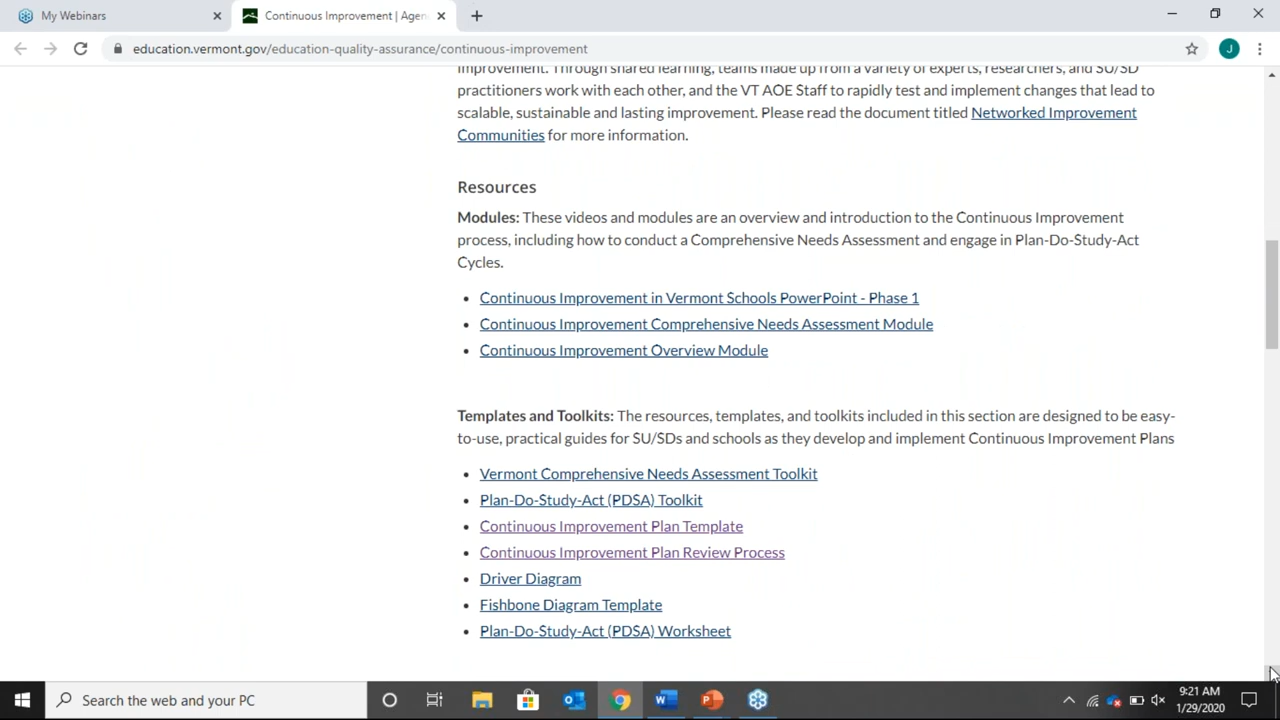 My Webinars
Continuous Improvement | Agen
education.vermont.gov/education-quality-assurance/continuous-improvement
J
improvement. Through shared learning, teams made up from a variety of experts, researchers, and SU/SD
practitioners work with each other, and the VT AOE Staff to rapidly test and implement changes that lead to
scalable, sustainable and lasting improvement. Please read the document titled Networked Improvement
Communities for more information.
Resources
Modules: These videos and modules are an overview and introduction to the Continuous Improvement
process, including how to conduct a Comprehensive Needs Assessment and engage in Plan-Do-Study-Act
Cycles.
Continuous Improvement in Vermont Schools PowerPoint - Phase 1
Continuous Improvement Comprehensive Needs Assessment Module
Continuous Improvement Overview Module
Templates and Toolkits: The resources, templates, and toolkits included in this section are designed to be easy-
to-use, practical guides for SU/SDs and schools as they develop and implement Continuous Improvement Plans
Vermont Comprehensive Needs Assessment Toolkit
Plan-Do-Study-Act (PDSA) Toolkit
Continuous Improvement Plan Template
Continuous Improvement Plan Review Process
Driver Diagram
Fishbone Diagram Template
Plan-Do-Study-Act (PDSA) Worksheet
Search the web and your PC
9:21 AM
1/29/2020